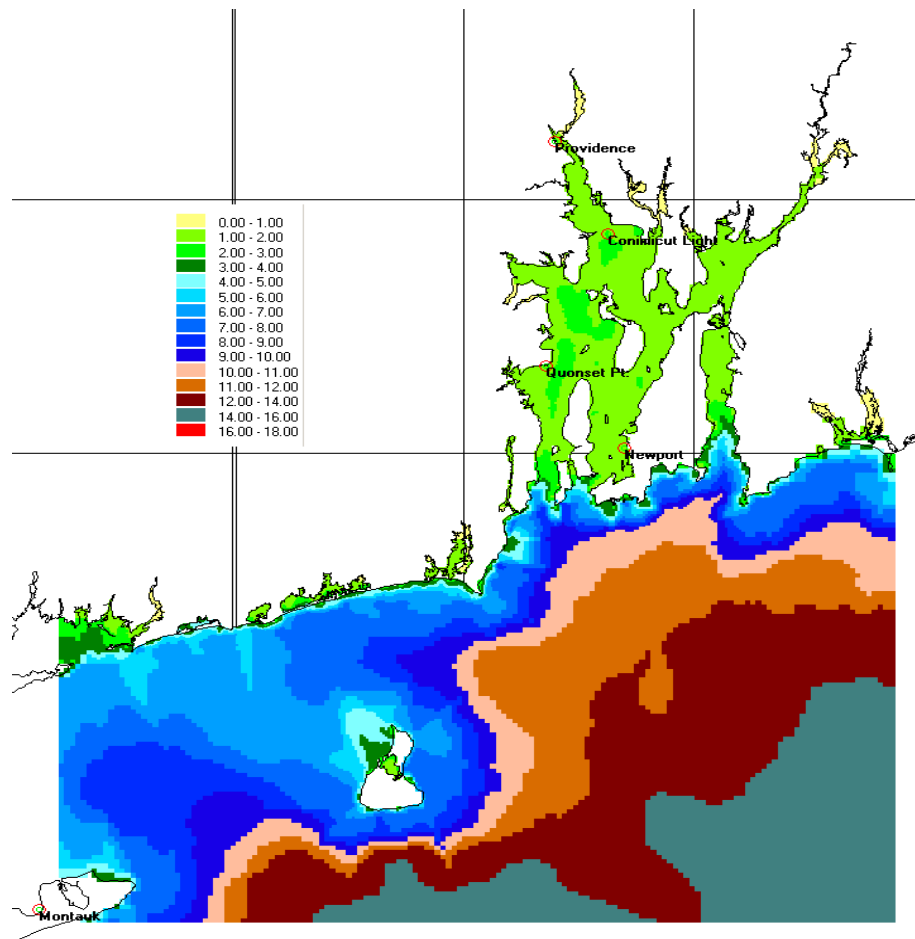 Providence
0.00 - 1.00
1.00 - 2.00
2.00 - 3.00
3.00 - 4.00
4.00 - 5.00
5.00 - 6.00
6.00 - 7.00
7.00 - 8.00
8.00 - 9.00
9.00 - 10.00
10.00 - 11.00
11.00 - 12.00
12.00 - 14.00
14.00 - 16.00
16.00 - 18.00
Conimicut Light
Quonset Pt.
Newport
Montauk